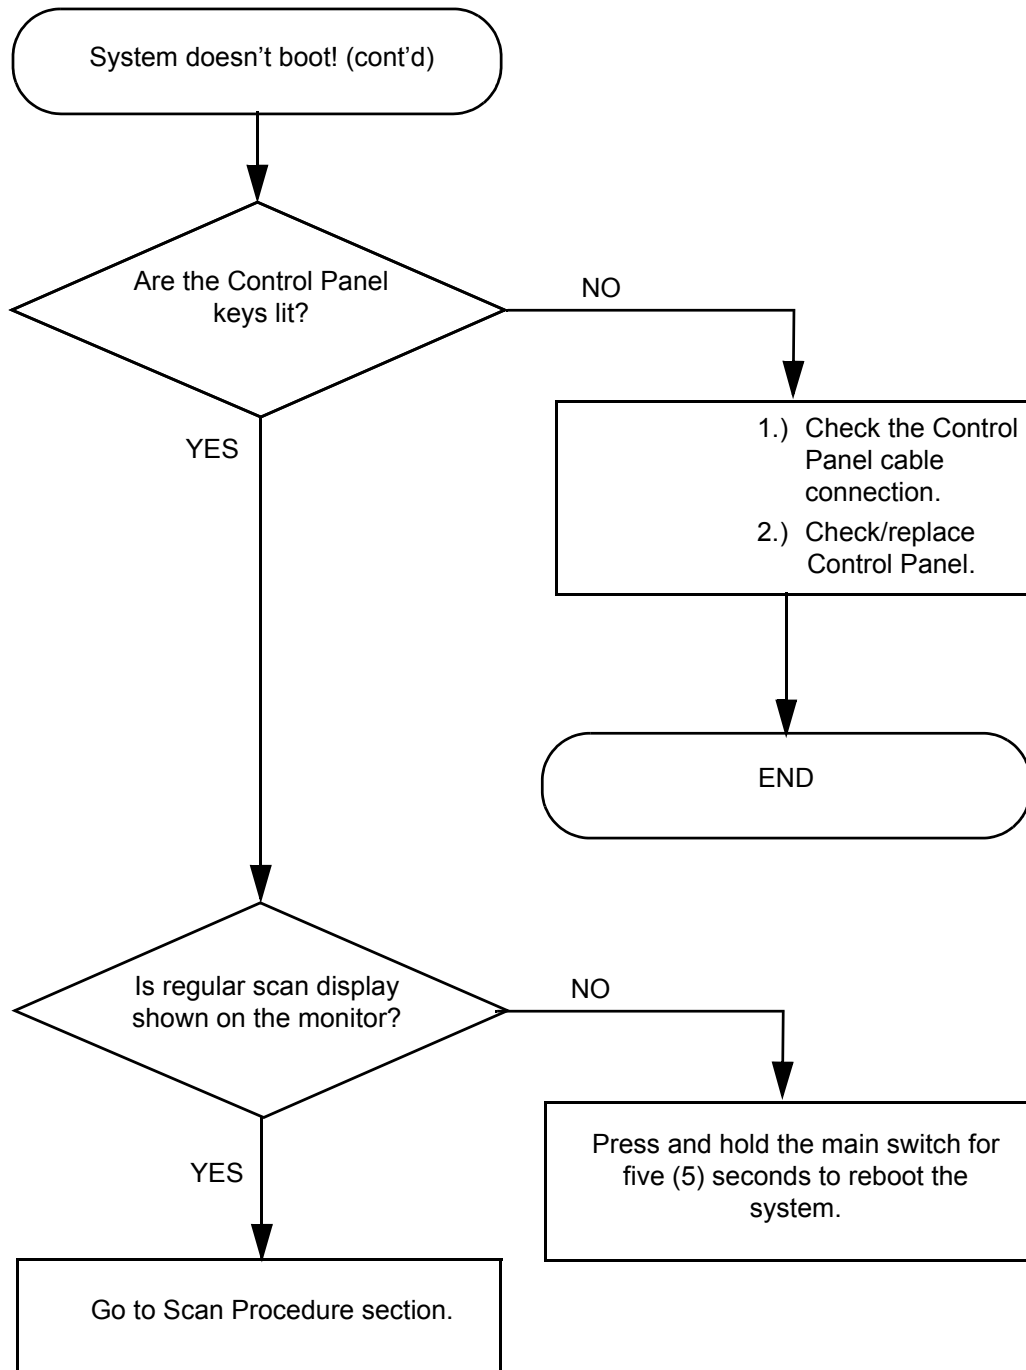 System doesn’t boot! (cont’d)
Are the Control Panel
keys lit?
NO
YES
1.) Check the Control
Panel cable
connection.
2.) Check/replace
Control Panel.
END
Is regular scan display
shown on the monitor?
NO
YES
Press and hold the main switch for
five (5) seconds to reboot the
system.
Go to Scan Procedure section.